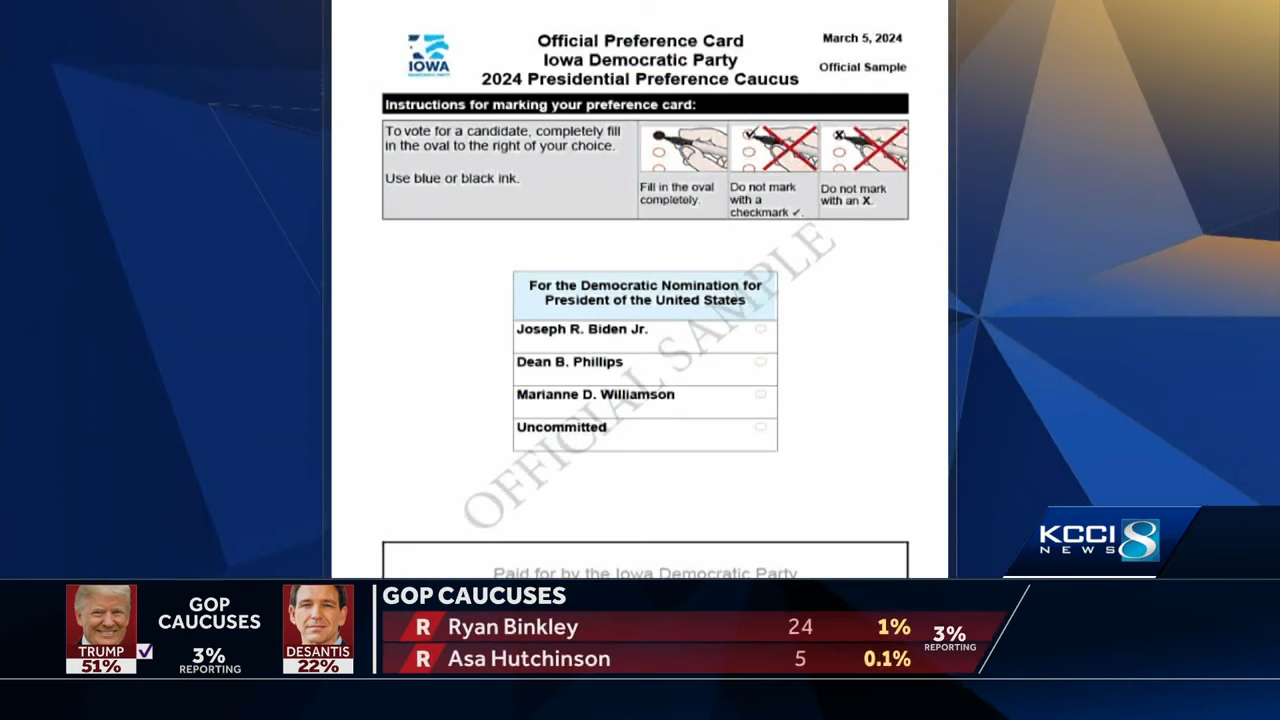 IOWA
Official Preference Card
Iowa Democratic Party
2024 Presidential Preference Caucus
March 5, 2024
Official Sample
Instructions for marking your preference card:
To vote for a candidate, completely fill
in the oval to the right of your choice.
Use blue or black ink.
Fill in the oval
completely.
Do not mark
with a
checkmark ✓.
Do not mark
with an X.
For the Democratic Nomination for
President of the United States
Joseph R. Biden Jr.
Dean B. Phillips
Marianne D. Williamson
Uncommitted
OFFICIAL SAMPLE
Paid for by the Iowa Democratic Party
KCCI 8
NEWS
TRUMP
51%
GOP
CAUCUSES
3%
REPORTING
DESANTIS
22%
GOP CAUCUSES
R Ryan Binkley 24 1%
R Asa Hutchinson 5 0.1%
3%
REPORTING